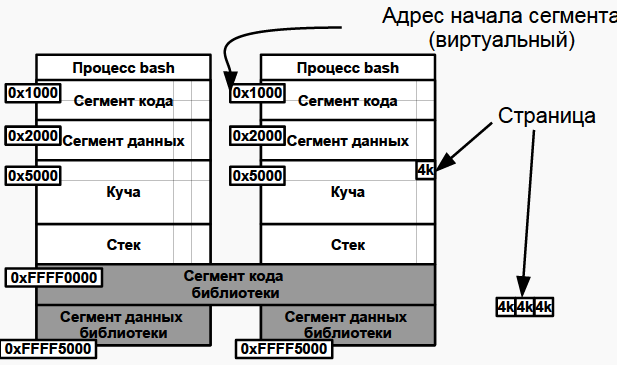 Адрес начала сегмента
(виртуальный)
Процесс bash
Процесс bash
0x1000
Сегмент кода
0x1000
Сегмент кода
Страница
0x2000
Сегмент данных
0x2000
Сегмент данных
4k
0x5000
Куча
0x5000
Куча
Стек
Стек
0xFFFF0000
Сегмент кода
библиотеки
4k 4k 4k
Сегмент данных
библиотеки
Сегмент данных
библиотеки
0xFFFF5000
0xFFFF5000